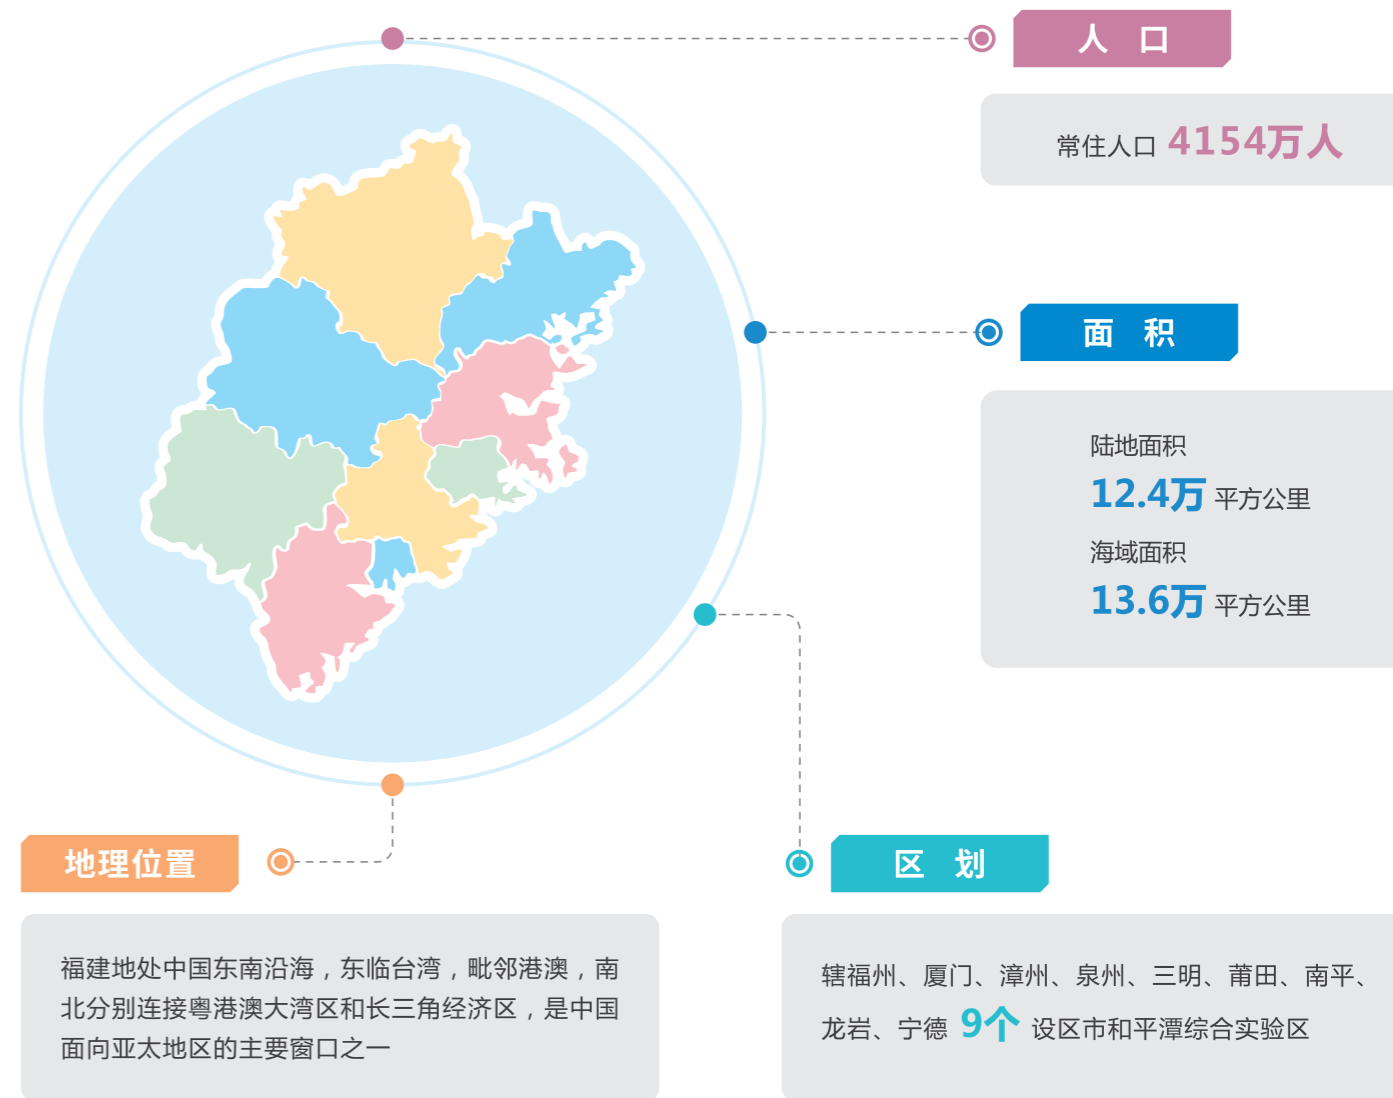 人 口
常住人口 4154万人
面 积
陆地面积
12.4万 平方公里
海域面积
13.6万 平方公里
地理位置
福建地处中国东南沿海，东临台湾，毗邻港澳，南
北分别连接粤港澳大湾区和长三角经济区，是中国
面向亚太地区的主要窗口之一
区 划
辖福州、厦门、漳州、泉州、三明、莆田、南平、
龙岩、宁德 9个 设区市和平潭综合实验区